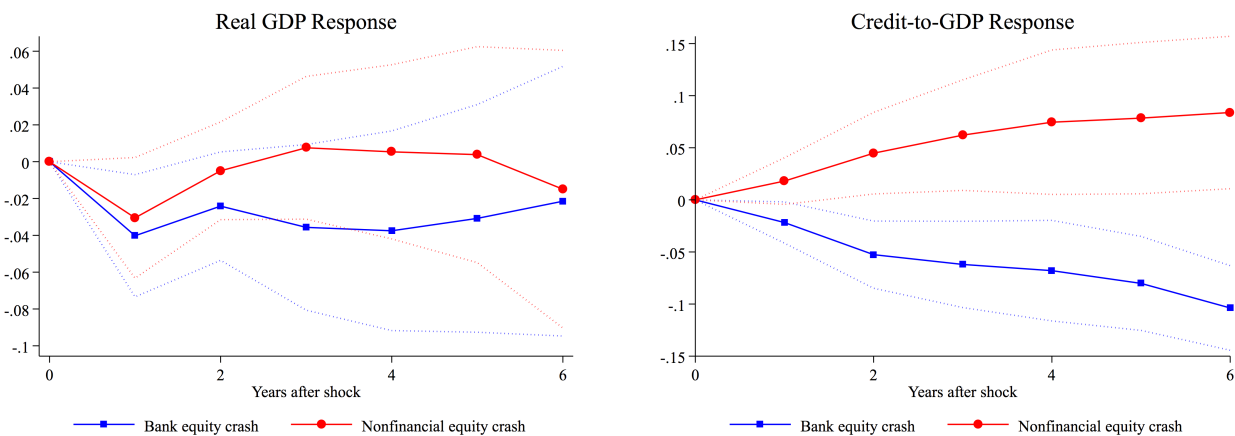 Real GDP Response
.06
.04
.02
0
-.02
-.04
-.06
-.08
-.1
0 2 4 6
Years after shock
Bank equity crash Nonfinancial equity crash
Credit-to-GDP Response
.15
.1
.05
0
-.05
-.1
-.15
0 2 4 6
Years after shock
Bank equity crash Nonfinancial equity crash